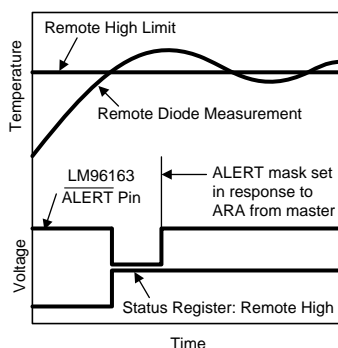 Remote High Limit
Temperature
Remote Diode Measurement
LM96163
ALERT Pin
ALERT mask set
in response to
ARA from master
Voltage
Status Register: Remote High
Time